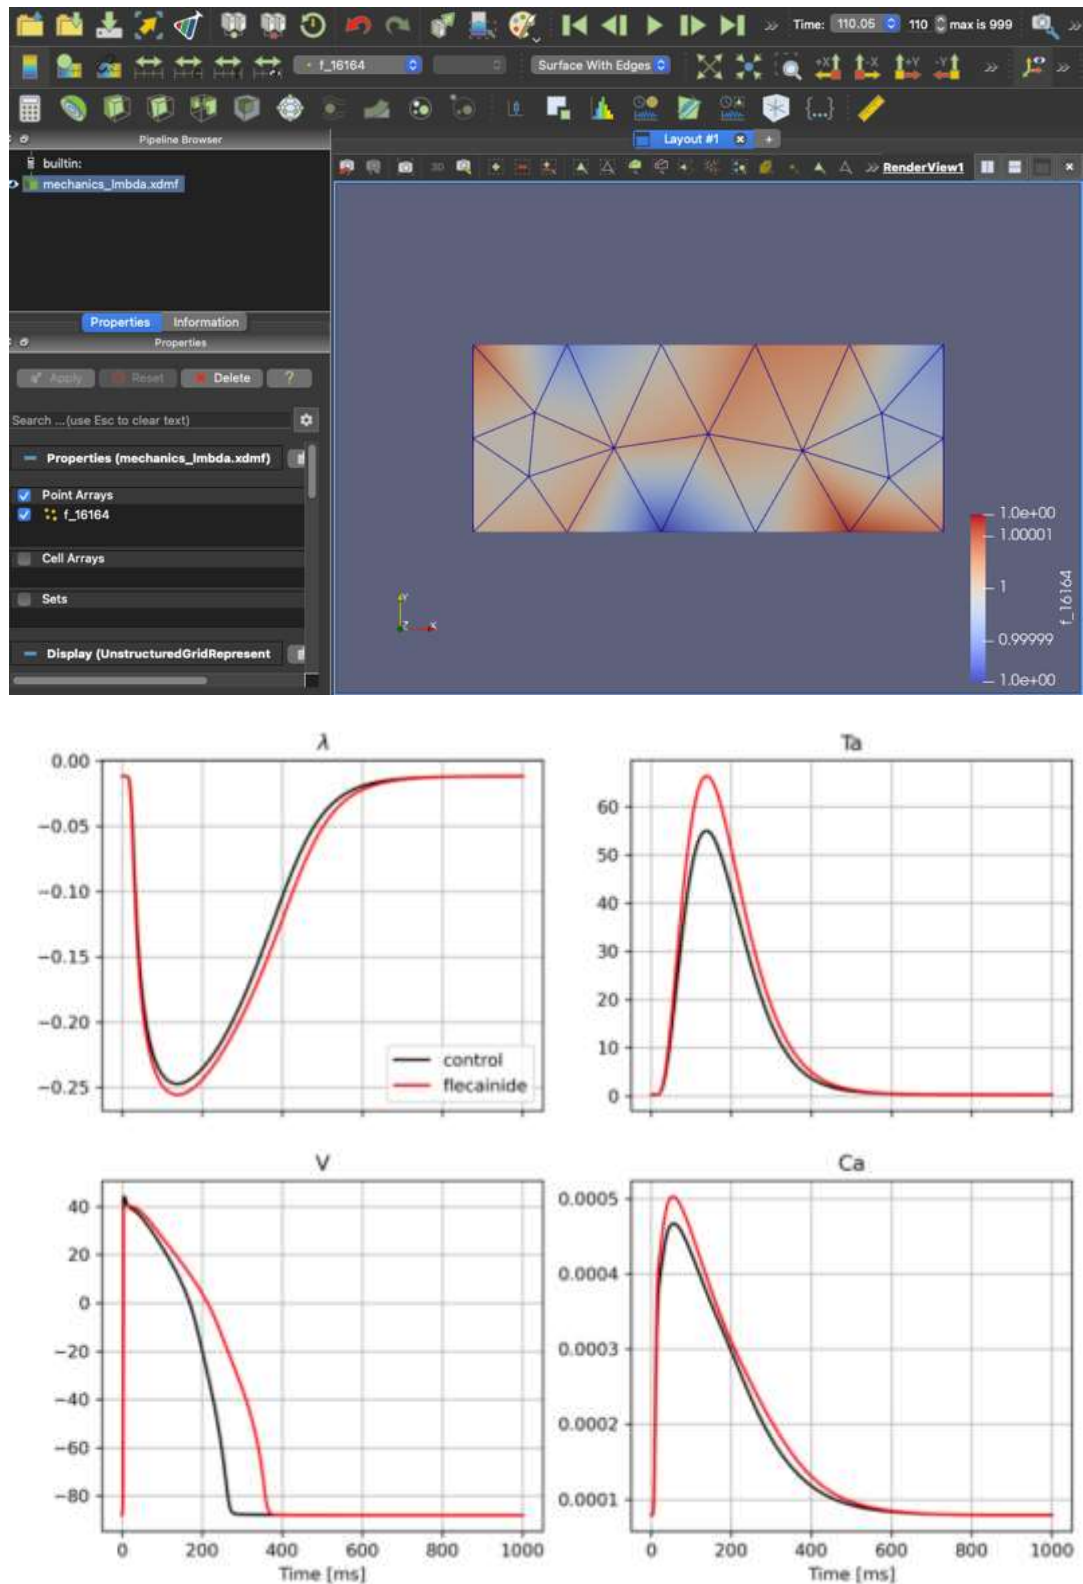 Time: 110.05 110 max is 999
f_16164 Surface With Edges +X -X +Y -Y
{...}
Pipeline Browser Layout #1 +
builtin: 3D RenderView1
mechanics_lmbda.xdmf
Properties Information
Properties
Apply Reset Delete ?
Search ... (use Esc to clear text)
Properties (mechanics_lmbda.xdmf)
Point Arrays
f_16164
Cell Arrays
Sets
Display (UnstructuredGridRepresent
Y
Z X
1.0e+00
1.00001
1
0.99999
1.0e+00
f_16164
λ
0.00
−0.05
−0.10
−0.15
−0.20
−0.25
control
flecainide
Ta
60
50
40
30
20
10
0
V
40
20
0
−20
−40
−60
−80
0 200 400 600 800 1000
Time [ms]
Ca
0.0005
0.0004
0.0003
0.0002
0.0001
0 200 400 600 800 1000
Time [ms]